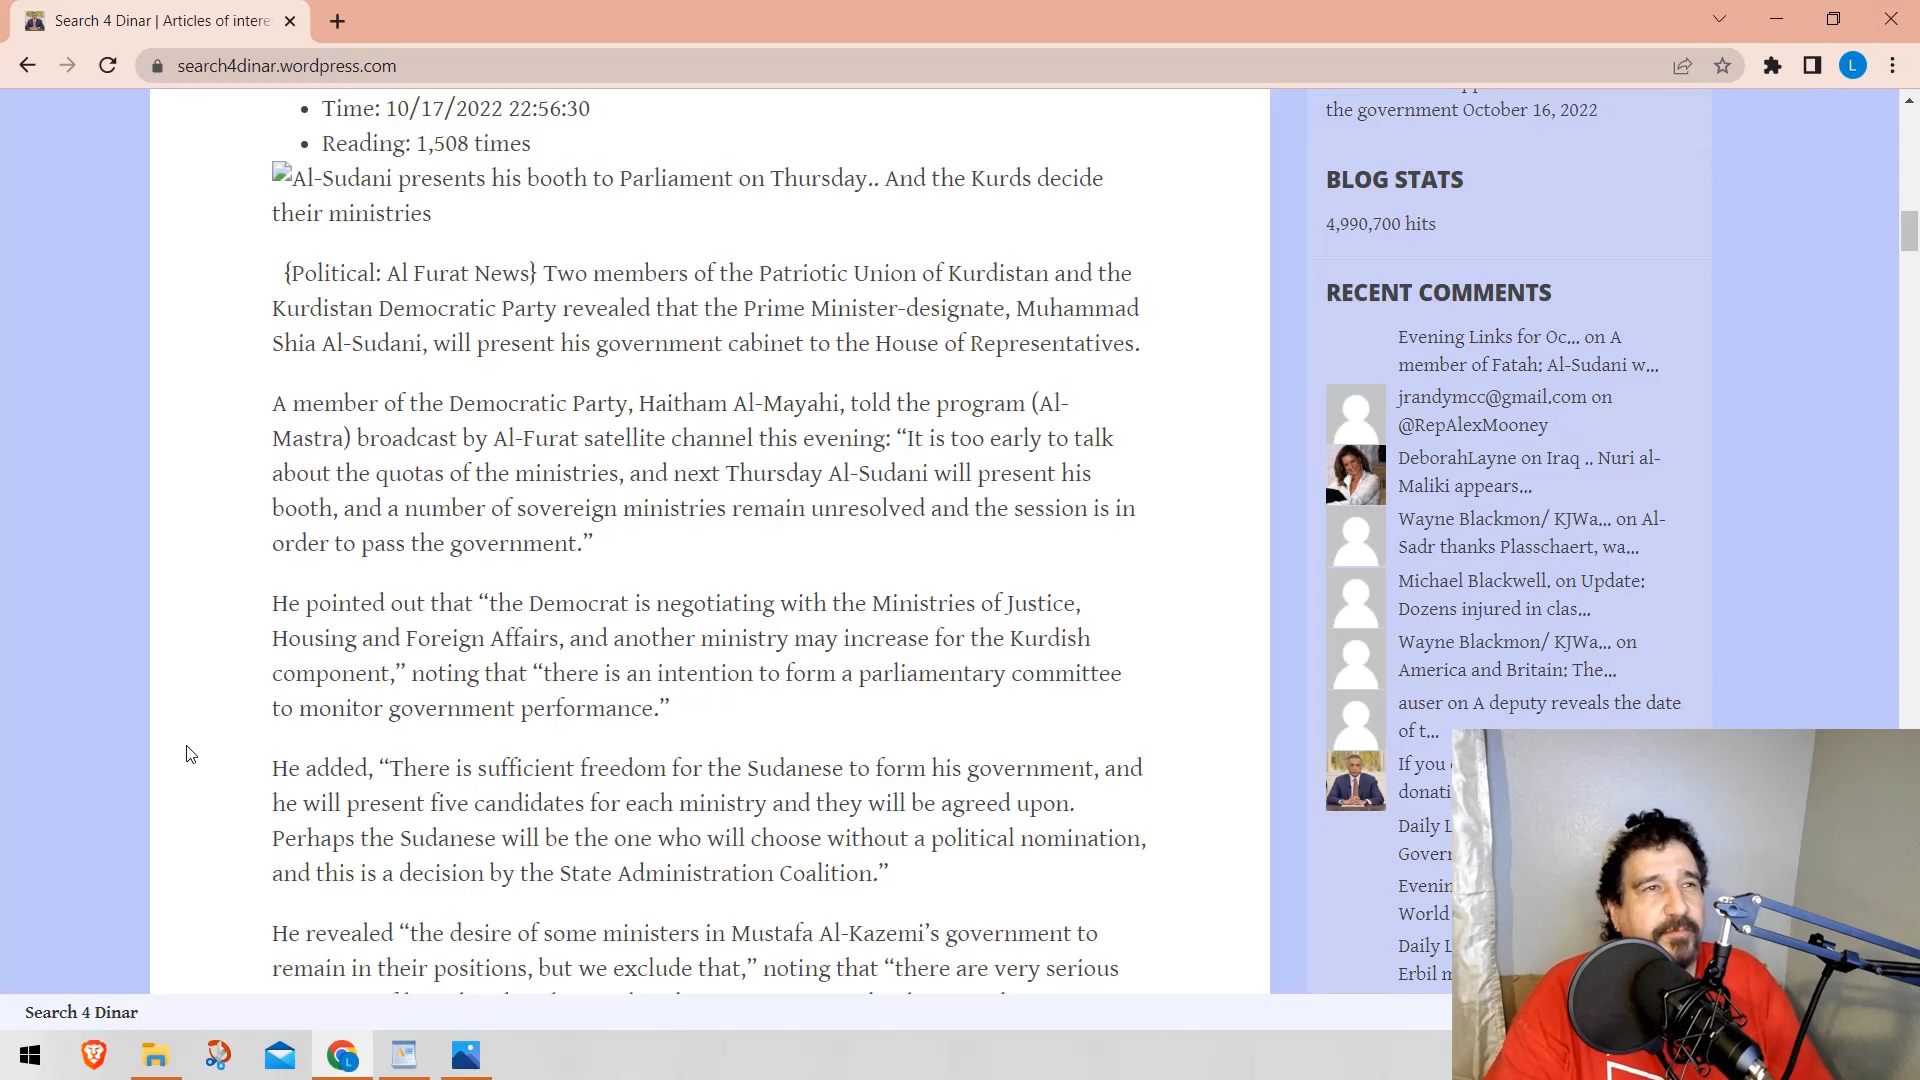 Search 4 Dinar | Articles of intere
search4dinar.wordpress.com
L
Time: 10/17/2022 22:56:30
Reading: 1,508 times
Al-Sudani presents his booth to Parliament on Thursday.. And the Kurds decide
their ministries
{Political: Al Furat News} Two members of the Patriotic Union of Kurdistan and the
Kurdistan Democratic Party revealed that the Prime Minister-designate, Muhammad
Shia Al-Sudani, will present his government cabinet to the House of Representatives.
A member of the Democratic Party, Haitham Al-Mayahi, told the program (Al-
Mastra) broadcast by Al-Furat satellite channel this evening: “It is too early to talk
about the quotas of the ministries, and next Thursday Al-Sudani will present his
booth, and a number of sovereign ministries remain unresolved and the session is in
order to pass the government.”
He pointed out that “the Democrat is negotiating with the Ministries of Justice,
Housing and Foreign Affairs, and another ministry may increase for the Kurdish
component,” noting that “there is an intention to form a parliamentary committee
to monitor government performance.”
He added, “There is sufficient freedom for the Sudanese to form his government, and
he will present five candidates for each ministry and they will be agreed upon.
Perhaps the Sudanese will be the one who will choose without a political nomination,
and this is a decision by the State Administration Coalition.”
He revealed “the desire of some ministers in Mustafa Al-Kazemi’s government to
remain in their positions, but we exclude that,” noting that “there are very serious
the government October 16, 2022
BLOG STATS
4,990,700 hits
RECENT COMMENTS
Evening Links for Oc... on A
member of Fatah: Al-Sudani w...
jrandymcc@gmail.com on
@RepAlexMooney
DeborahLayne on Iraq .. Nuri al-
Maliki appears...
Wayne Blackmon/ KJWa... on Al-
Sadr thanks Plasschaert, wa...
Michael Blackwell. on Update:
Dozens injured in clas...
Wayne Blackmon/ KJWa... on
America and Britain: The...
auser on A deputy reveals the date
of t...
If you
donati
Daily L
Govern
Evenin
World
Daily L
Erbil m
Search 4 Dinar
L